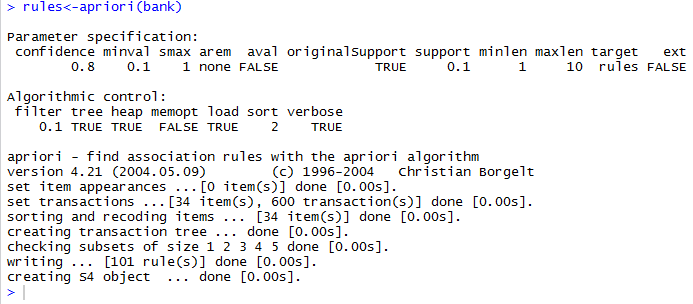 > rules<-apriori(bank)
Parameter specification:
confidence minval smax arem aval originalSupport support minlen maxlen target ext
0.8 0.1 1 none FALSE TRUE 0.1 1 10 rules FALSE
Algorithmic control:
filter tree heap memopt load sort verbose
0.1 TRUE TRUE FALSE TRUE 2 TRUE
apriori - find association rules with the apriori algorithm
version 4.21 (2004.05.09) (c) 1996-2004 Christian Borgelt
set item appearances ...[0 item(s)] done [0.00s].
set transactions ...[34 item(s), 600 transaction(s)] done [0.00s].
sorting and recoding items ... [34 item(s)] done [0.00s].
creating transaction tree ... done [0.00s].
checking subsets of size 1 2 3 4 5 done [0.00s].
writing ... [101 rule(s)] done [0.00s].
creating S4 object ... done [0.00s].
>